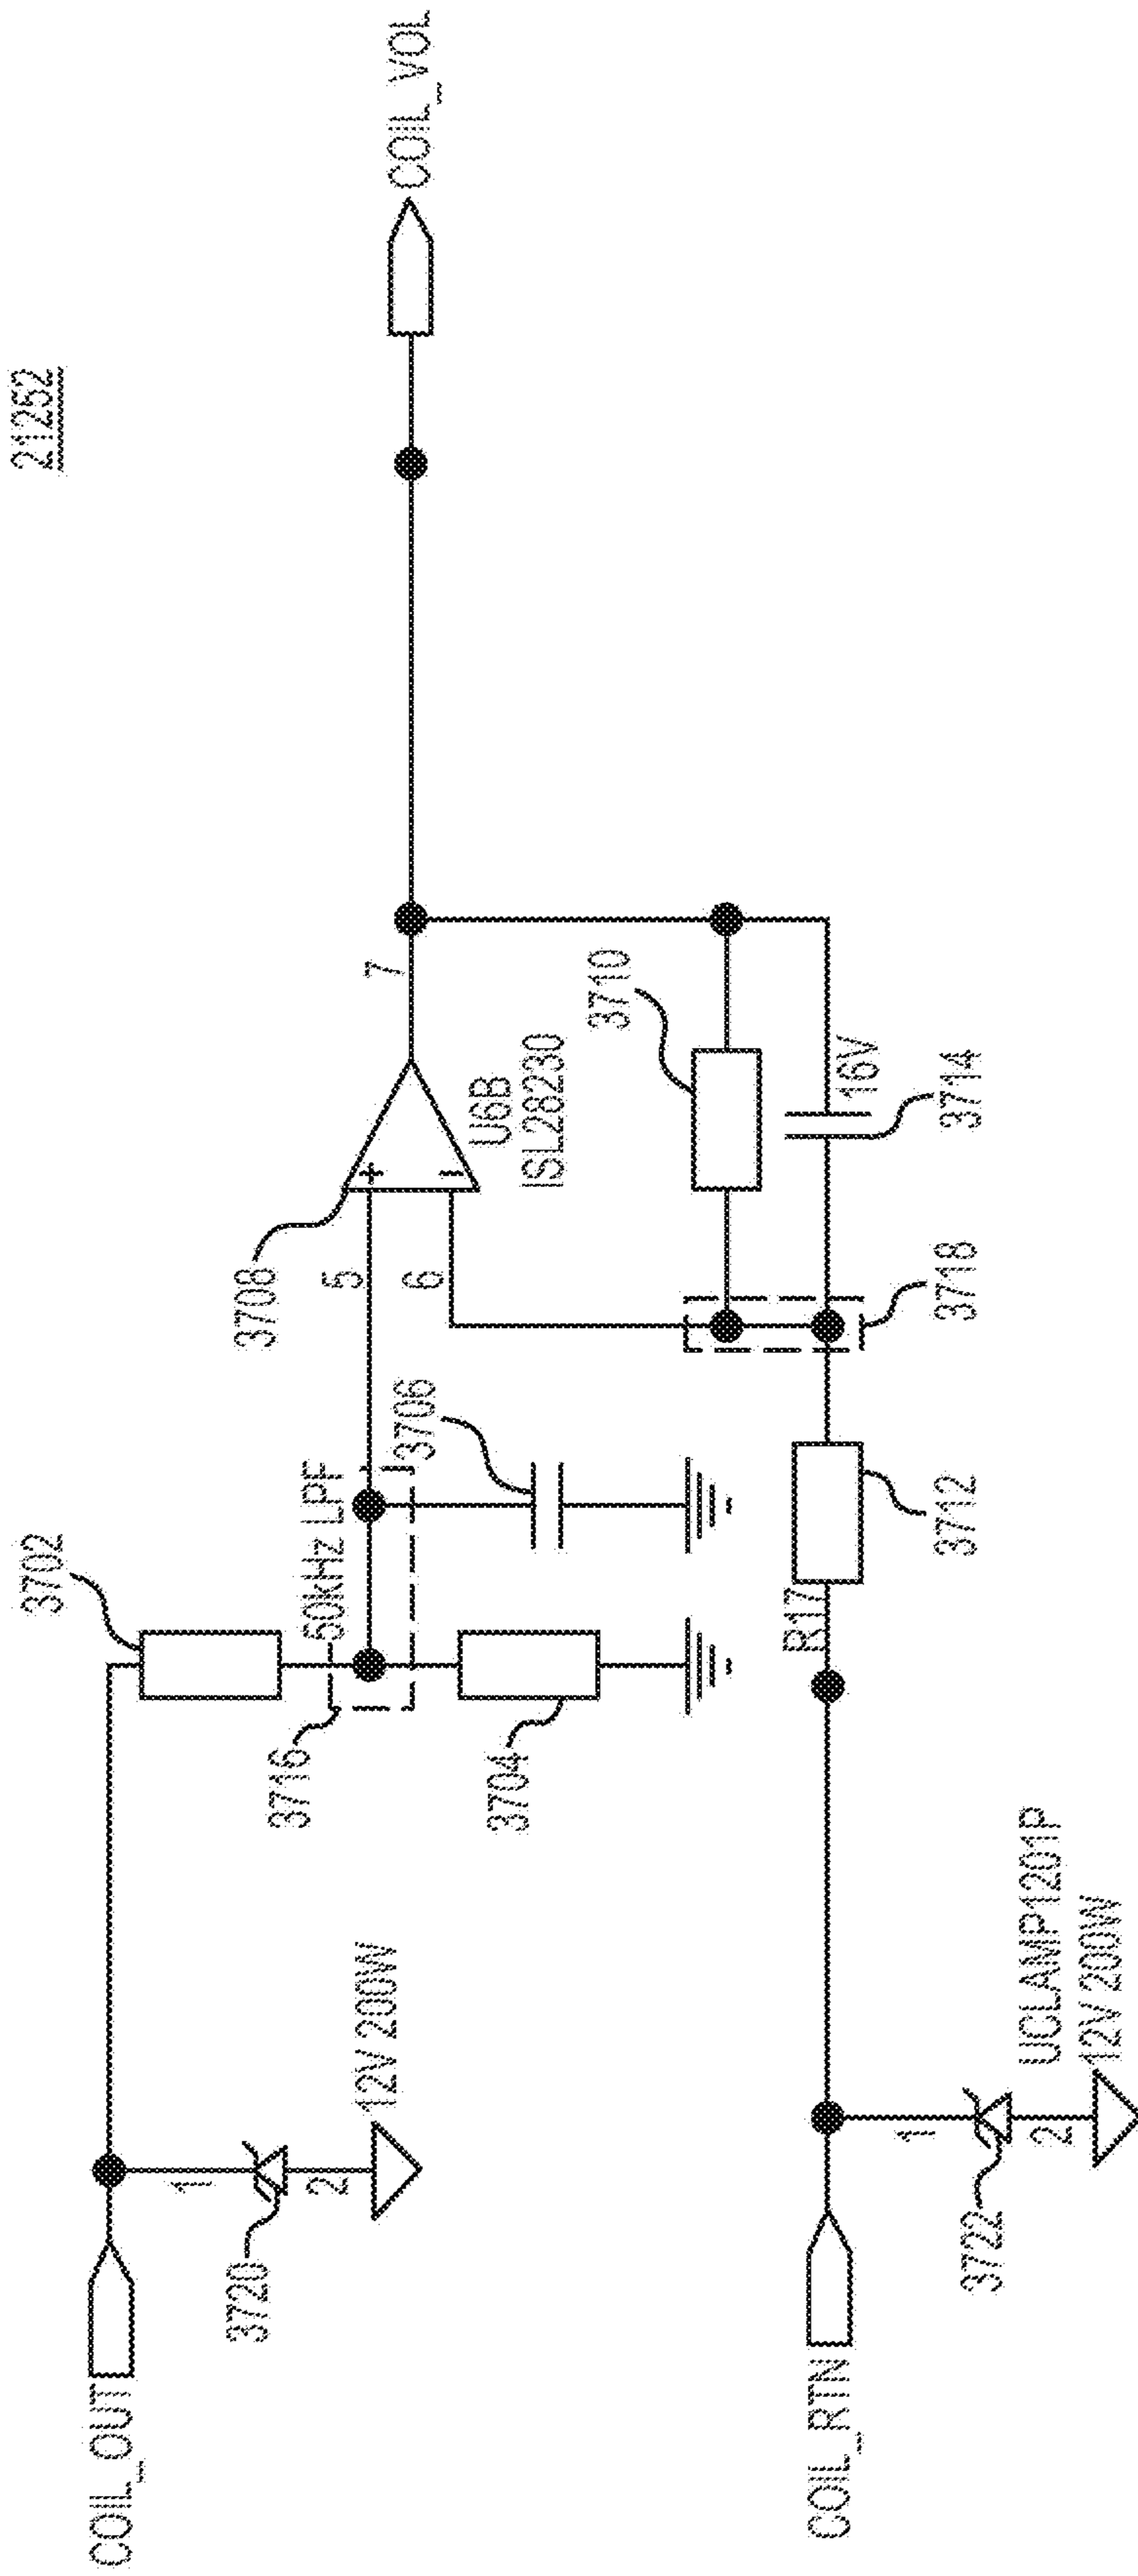 21252
COIL_OUT
3720
1
2
12V 200W
3702
3716
50kHz LPF
3704
3706
3708
5
6
7
U6B
ISL28230
COIL_VOL
3710
16V
3714
3718
3712
R17
COIL_RTN
3722
1
2
UCLAMP1201P
12V 200W
+
-